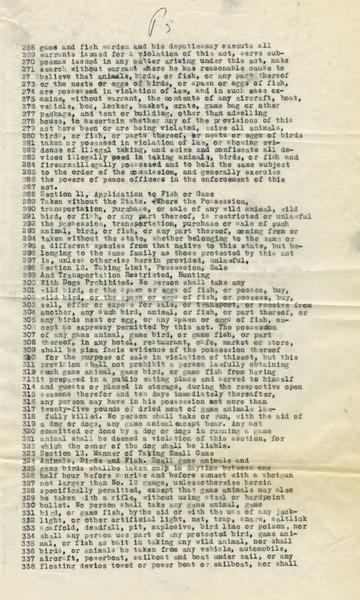 268 game and fish warden and his deputies may execute all
269 warrants issued for a violation of this act, serve sub-
270 poenas issued in any matter arising under this act, make
271 search without warrant where he has reasonable cause to
27 believe that animals, birds, or fish, or any part thereof
273 or the nests or eggs of birds, or spawn or eggs of fish,
274 are possessed in violation of law, and in such case ex-
275 amine, without warrant, the contents of any aircraft, boat,
276 vehicle, box, locker, basket, crate, game bag or other
277 package, and tent or building, other than adwelling
278 house, to ascertain whether any of the provisions of this
279 act have been or are being violated, seize all animals,
280 birds, or fish, or parts thereof, or nests or eggs of birds
281 taken or possessed in violation of law, or showing evi-
282 dence of illegal taking, and seize and confiscate all de-
283 vices illegally used in taking animals, birds, or fish and
284 possessed and to hold the same subject
285 to the order of the commission, and generally exercise
286 the powers of peace officers in the enforcement of this
287 act.
288 Section 11, Application to Fish or Game
289 Taken Without the State. Where the Possession,
290 transportation, purchase, or sale of any wild animal, wild
291 bird, or fish, or any part thereof, is restricted or unlawful
292 the possession, transportation, purchase or sale of such
293 animal, bird, or fish, or any part thereof, coming from or
294 taken without the state, whether belonging to the same or
295 a different species from that native to this state, but be-
296 longing to the same family as those protected by this act
297 is, unless otherwise herein provided, unlawful.
298 Section 12. Taking Limit, Possession, Sale
299 And Transportation Restricted, Hunting
300 With Dogs Prohibited. No person shall take any
301 wild bird, or the spawn or eggs of fish, or posses, buy,
303 sell, offer or expose for sale, or transport, or receive from
304 another, any such bird, animal, or fish, or part thereof, or
305 any birds nest or egg, or any spawn or eggs of fish, ex-
306 cept as expressly permitted by this act. The possession
307 of any game animal, game bird, or game fish, or part
308 thereof, in any hotel, restaurant, cafe, market or store,
309 shall be pima facie evidence of the possession thereof
310 for the purpose of sale in violation of thisact, but this
311 provision shall not prohibit a person lawfully obtaining
312 such game animal, game bird, or game fish from having
313 it prepared in a public eating place and served to himself
314 and guests or placed in storage, during the respective open
315 seasons therefor and ten days immediately thereafter,
316 any person may have in his possession not more than
317 twenty-five pounds of dried meat of game animals law-
318 fully killed. No person shall take or run, with the aid of
319 a dog or dogs, any game animal except bear. Any act
320 committed or done by a dog or dogs in running a game
321 animal shall be deemed a violation of this section, for
322 which the owner of the dog shall be liable.
323 Section 13. Manner of Taking Small Game
324 Animals, Birds and Fish. Small game animals and
325 game birds shallbe taken only in daytime between one
326 half hour before sunrise and before sunset with a shotgun
327 not larger than No. 12 gauge, unlessotherwise herein
328 specifically permitted, except that game animals may also
329 be taken with a rifle, without using steel or hardpoint
330 bullet. No person shall take any game animal, game
331 bird, or game fish, bythe aid or with the use of any jack-
332 light, or other artificial light, net, trap, snare, saltlick
333 scaffold, deadfall, pit, explosive, bird lime or poison, nor
334 shall any person use part of any protected bird, game ani-
335 mal, or fish as bait in taking any wild animal, nor shall
336 birds, or animals be taken from any vehicle, automobile,
337 aircraft, powerboat, sailboat and boat under sail, or any
338 floating device towed or power boat or sailboat, nor shall